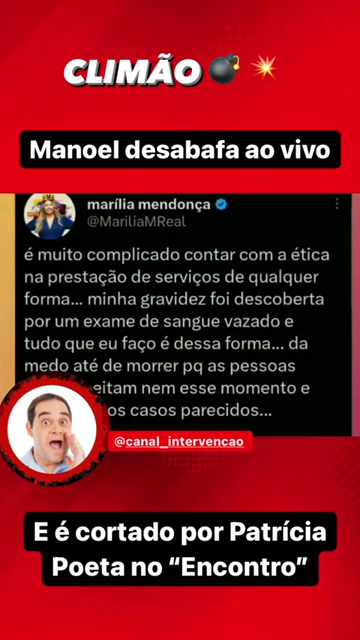 CLIMÃO
Manoel desabafa ao vivo
marília mendonça
@MariliaMReal
é muito complicado contar com a ética
na prestação de serviços de qualquer
forma... minha gravidez foi descoberta
por um exame de sangue vazado e
tudo que eu faço é dessa forma... da
medo até de morrer pq as pessoas
eitam nem esse momento e
os casos parecidos...
@canal_intervencao
E é cortado por Patrícia
Poeta no “Encontro”